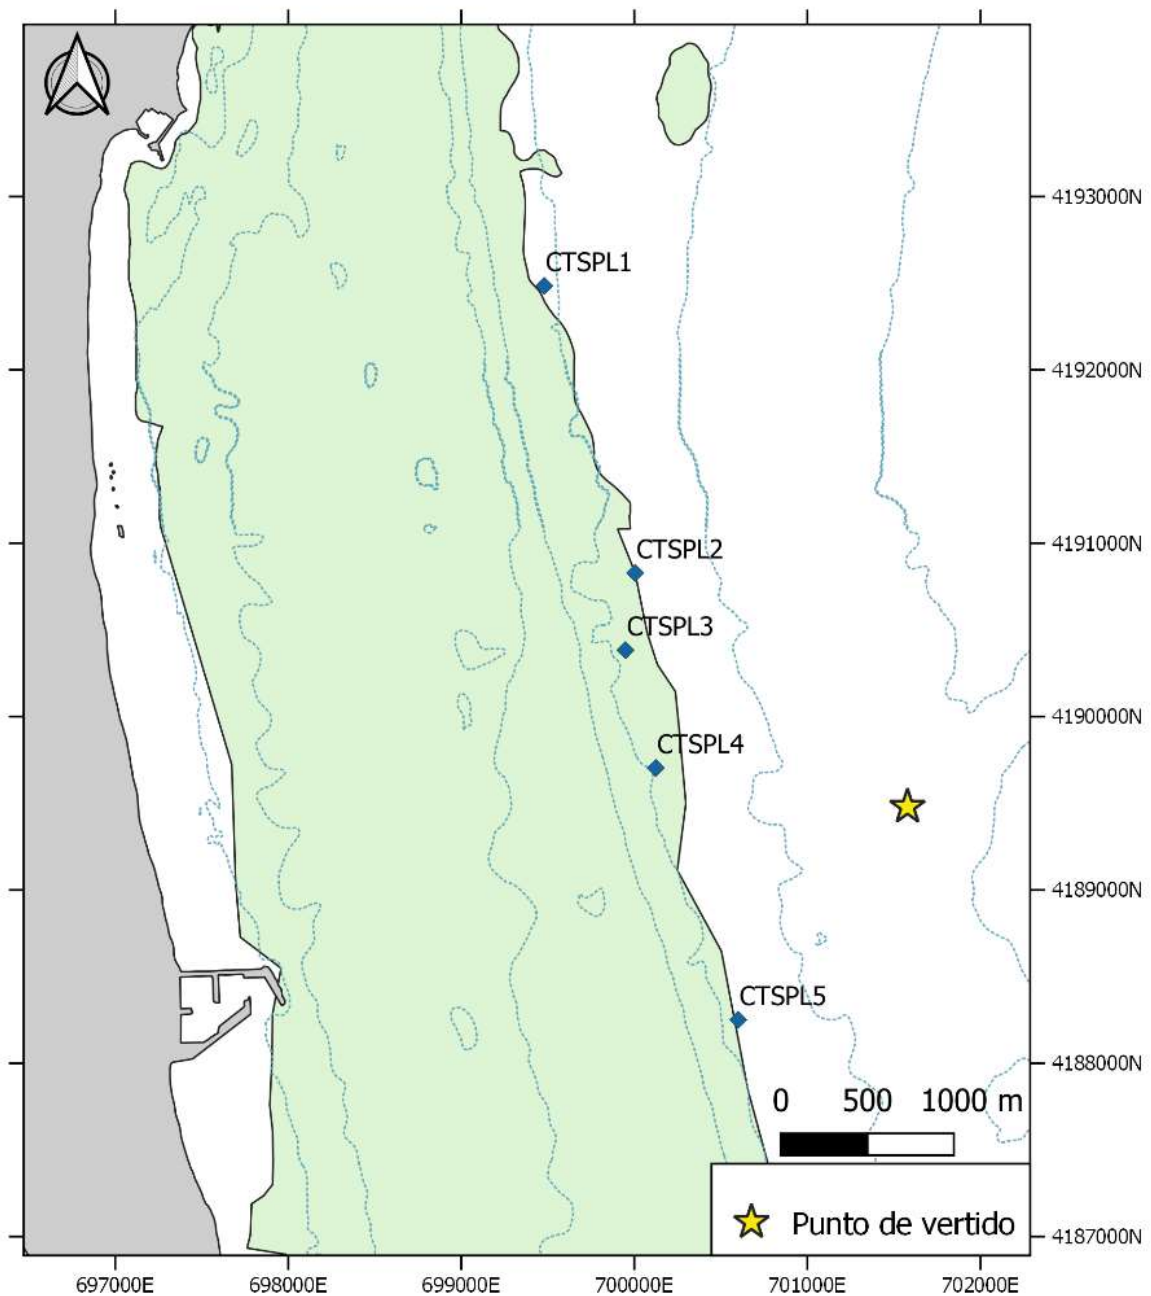 4193000N
CTSPL1
4192000N
4191000N
CTSPL2
CTSPL3
4190000N
CTSPL4
4189000N
CTSPL5
4188000N
0 500 1000 m
Punto de vertido
4187000N
697000E 698000E 699000E 700000E 701000E 702000E